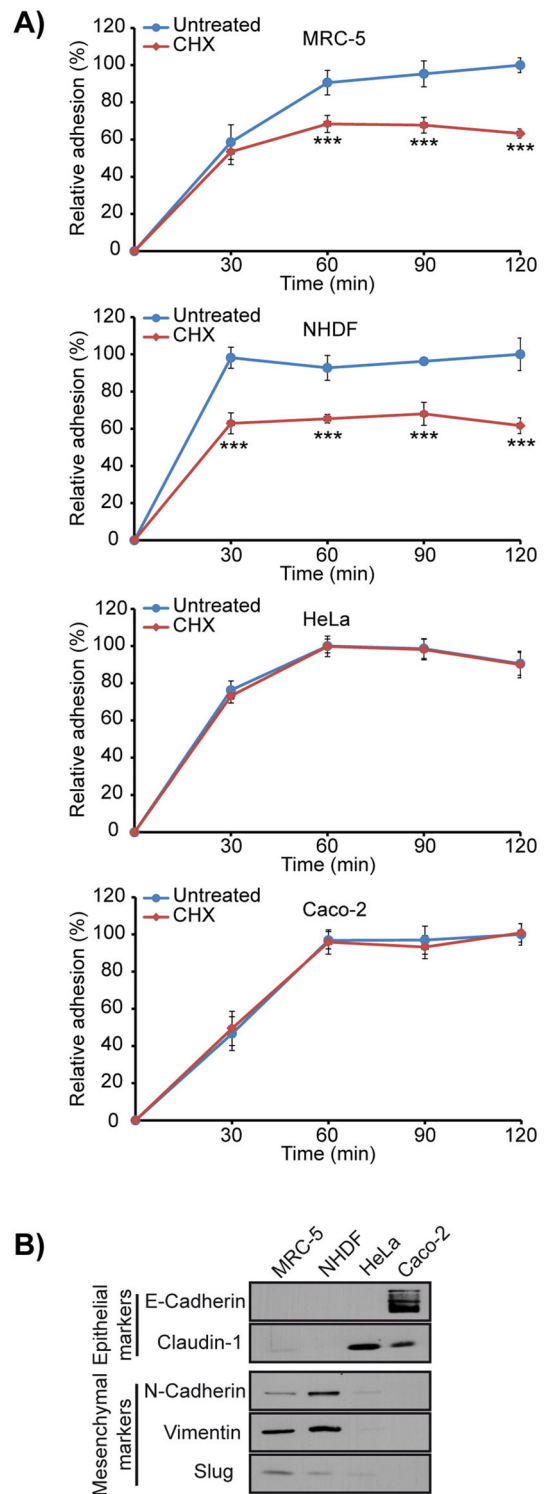 A)
Relative adhesion (%)
120
100
80
60
40
20
0
Untreated
CHX
MRC-5
***
***
***
30
60
90
120
Time (min)
Relative adhesion (%)
120
100
80
60
40
20
0
Untreated
CHX
NHDF
***
***
***
***
30
60
90
120
Time (min)
Relative adhesion (%)
120
100
80
60
40
20
0
Untreated
CHX
HeLa
30
60
90
120
Time (min)
Relative adhesion (%)
120
100
80
60
40
20
0
Untreated
CHX
Caco-2
30
60
90
120
Time (min)
B)
MRC-5
NHDF
HeLa
Caco-2
Epithelial
markers
E-Cadherin
Claudin-1
Mesenchymal
markers
N-Cadherin
Vimentin
Slug